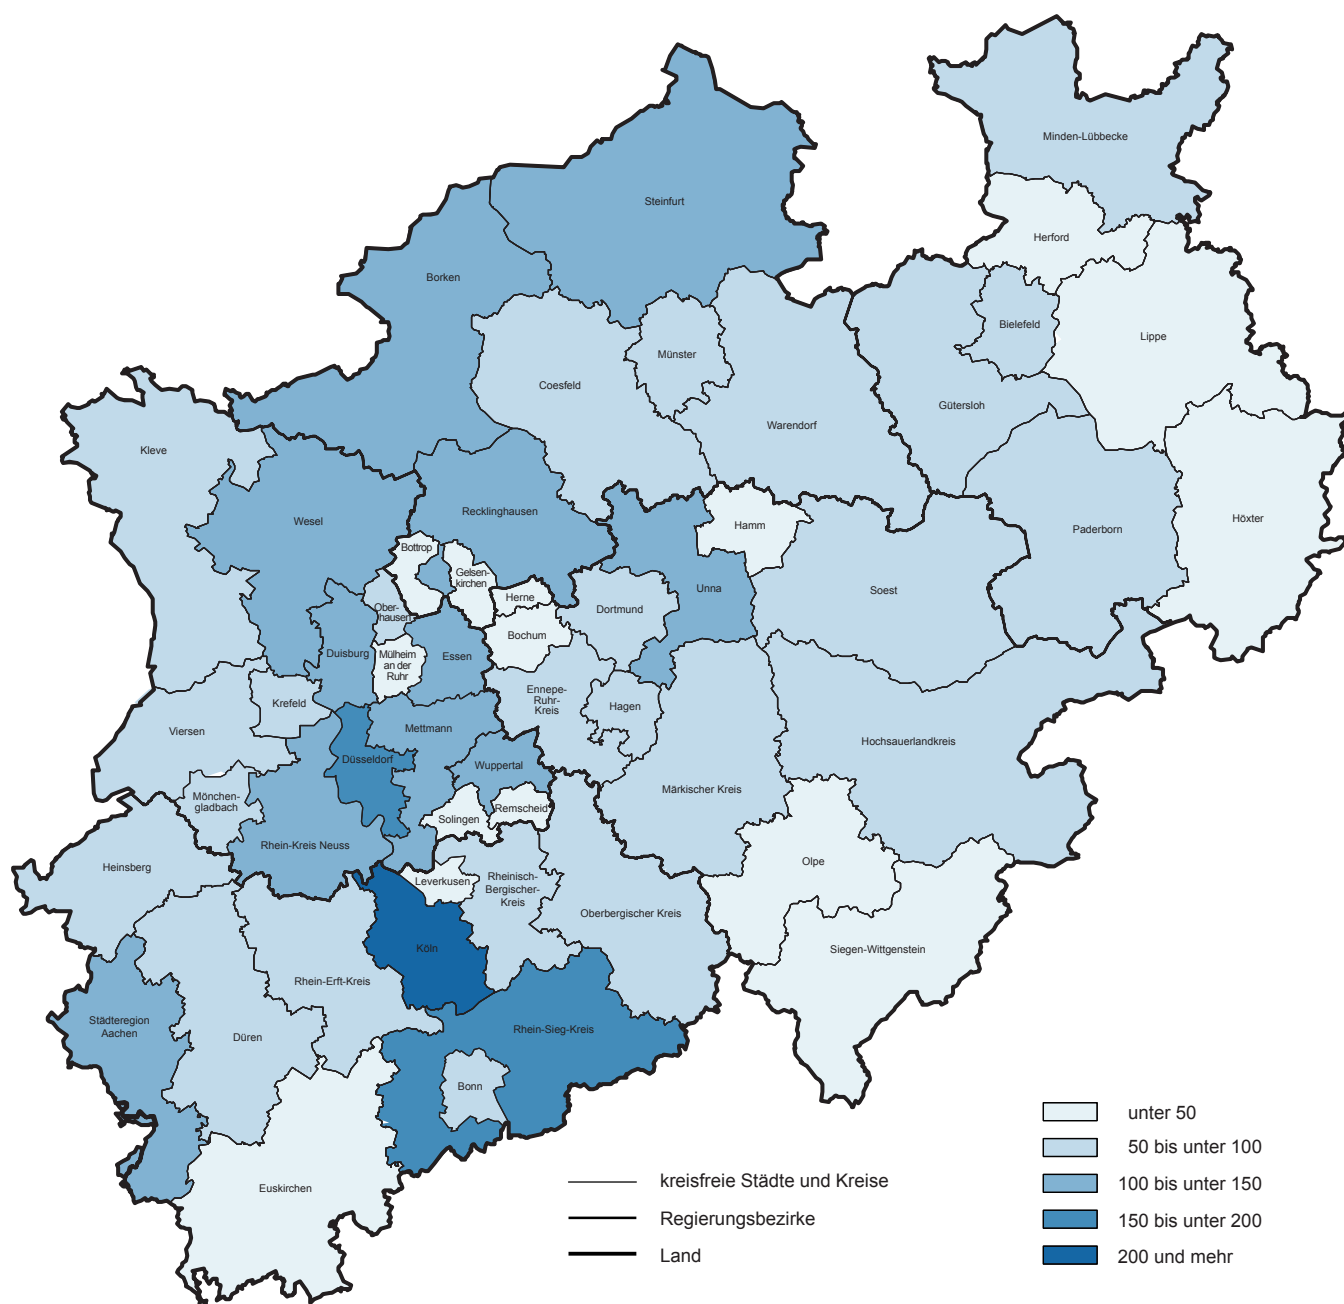 Minden-Lübbecke
Steinfurt
Herford
Borken
Bielefeld
Lippe
Münster
Coesfeld
Gütersloh
Warendorf
Kleve
Recklinghausen
Wesel
Hamm
Höxter
Paderborn
Bottrop
Gelsen-
kirchen
Unna
Soest
Herne
Ober-
hausen
Dortmund
Bochum
Duisburg
Mülheim
an der
Ruhr
Essen
Ennepe-
Ruhr-
Kreis
Krefeld
Hagen
Viersen
Mettmann
Hochsauerlandkreis
Düsseldorf
Wuppertal
Märkischer Kreis
Mönchen-
gladbach
Remscheid
Solingen
Rhein-Kreis Neuss
Olpe
Heinsberg
Leverkusen
Rheinisch-
Bergischer-
Kreis
Oberbergischer Kreis
Köln
Siegen-Wittgenstein
Rhein-Erft-Kreis
Städteregion
Aachen
Düren
Rhein-Sieg-Kreis
Bonn
Euskirchen
kreisfreie Städte und Kreise
Regierungsbezirke
Land
unter 50
50 bis unter 100
100 bis unter 150
150 bis unter 200
200 und mehr